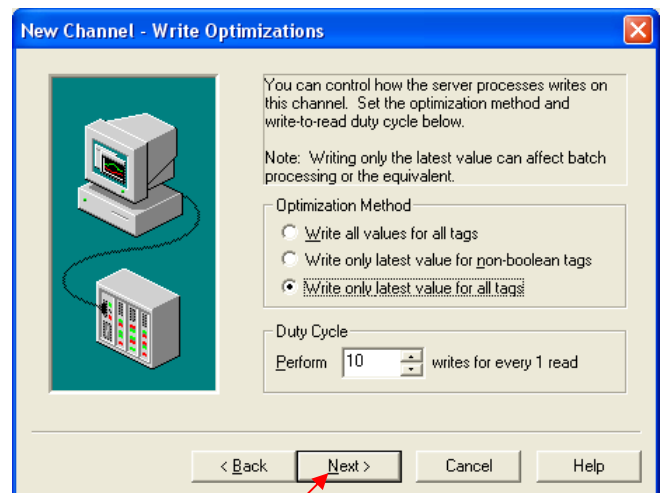 New Channel - Write Optimizations
You can control how the server processes writes on
this channel. Set the optimization method and
write-to-read duty cycle below.
Note: Writing only the latest value can affect batch
processing or the equivalent.
Optimization Method
Write all values for all tags
Write only latest value for non-boolean tags
Write only latest value for all tags
Duty Cycle
Perform 10 writes for every 1 read
< Back Next > Cancel Help